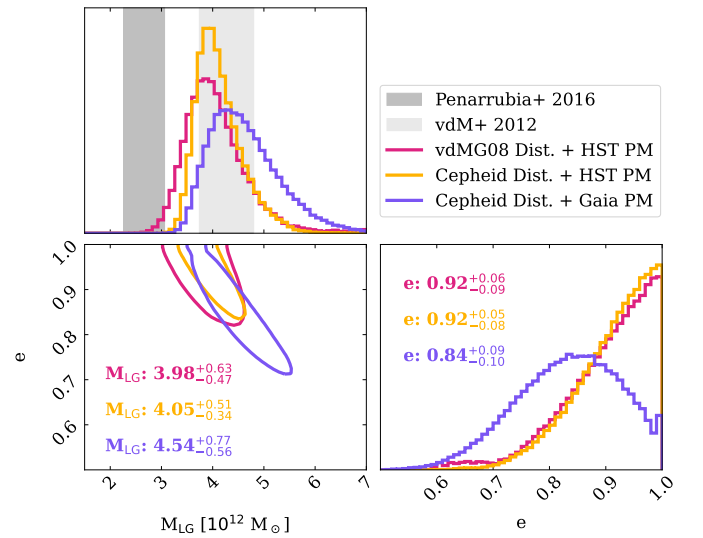 Penarrubia+ 2016
vdM+ 2012
vdMG08 Dist. + HST PM
Cepheid Dist. + HST PM
Cepheid Dist. + Gaia PM
1.0
0.9
0.8
0.7
0.6
e
M_LG: 3.98^{+0.63}_{−0.47}
M_LG: 4.05^{+0.51}_{−0.34}
M_LG: 4.54^{+0.77}_{−0.56}
2 3 4 5 6 7
M_LG [10^{12} M_⊙]
e: 0.92^{+0.06}_{−0.09}
e: 0.92^{+0.05}_{−0.08}
e: 0.84^{+0.09}_{−0.10}
0.6 0.7 0.8 0.9 1.0
e